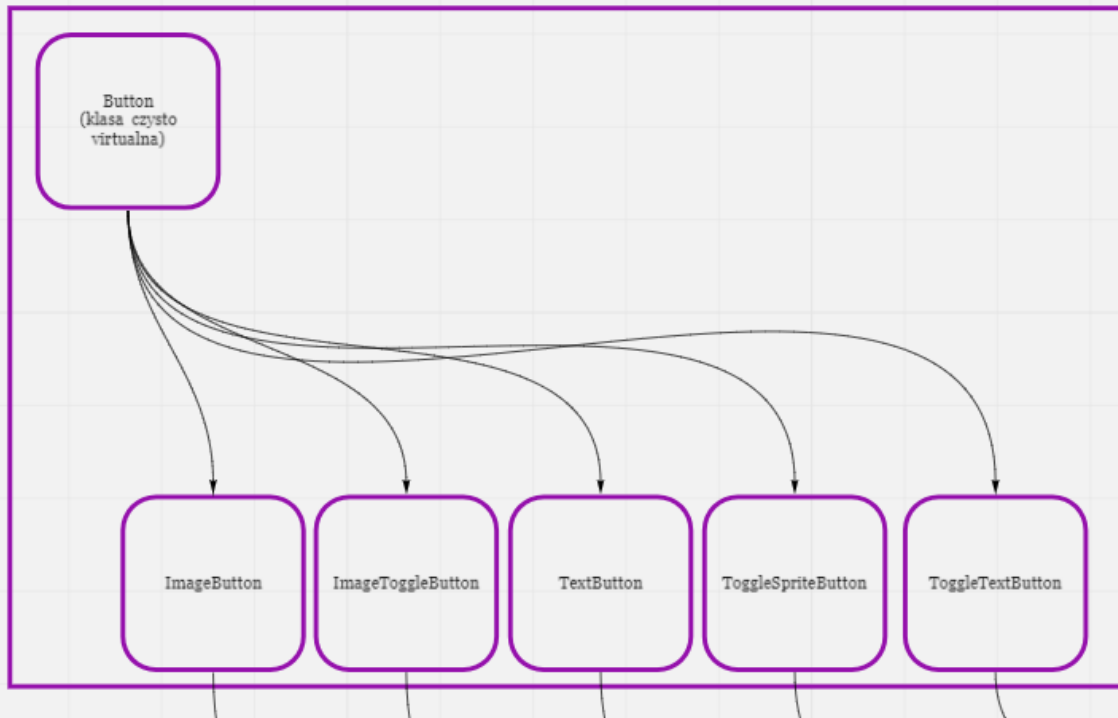 Button
(klasa czysto
virtualna)
ImageButton
ImageToggleButton
TextButton
ToggleSpriteButton
ToggleTextButton